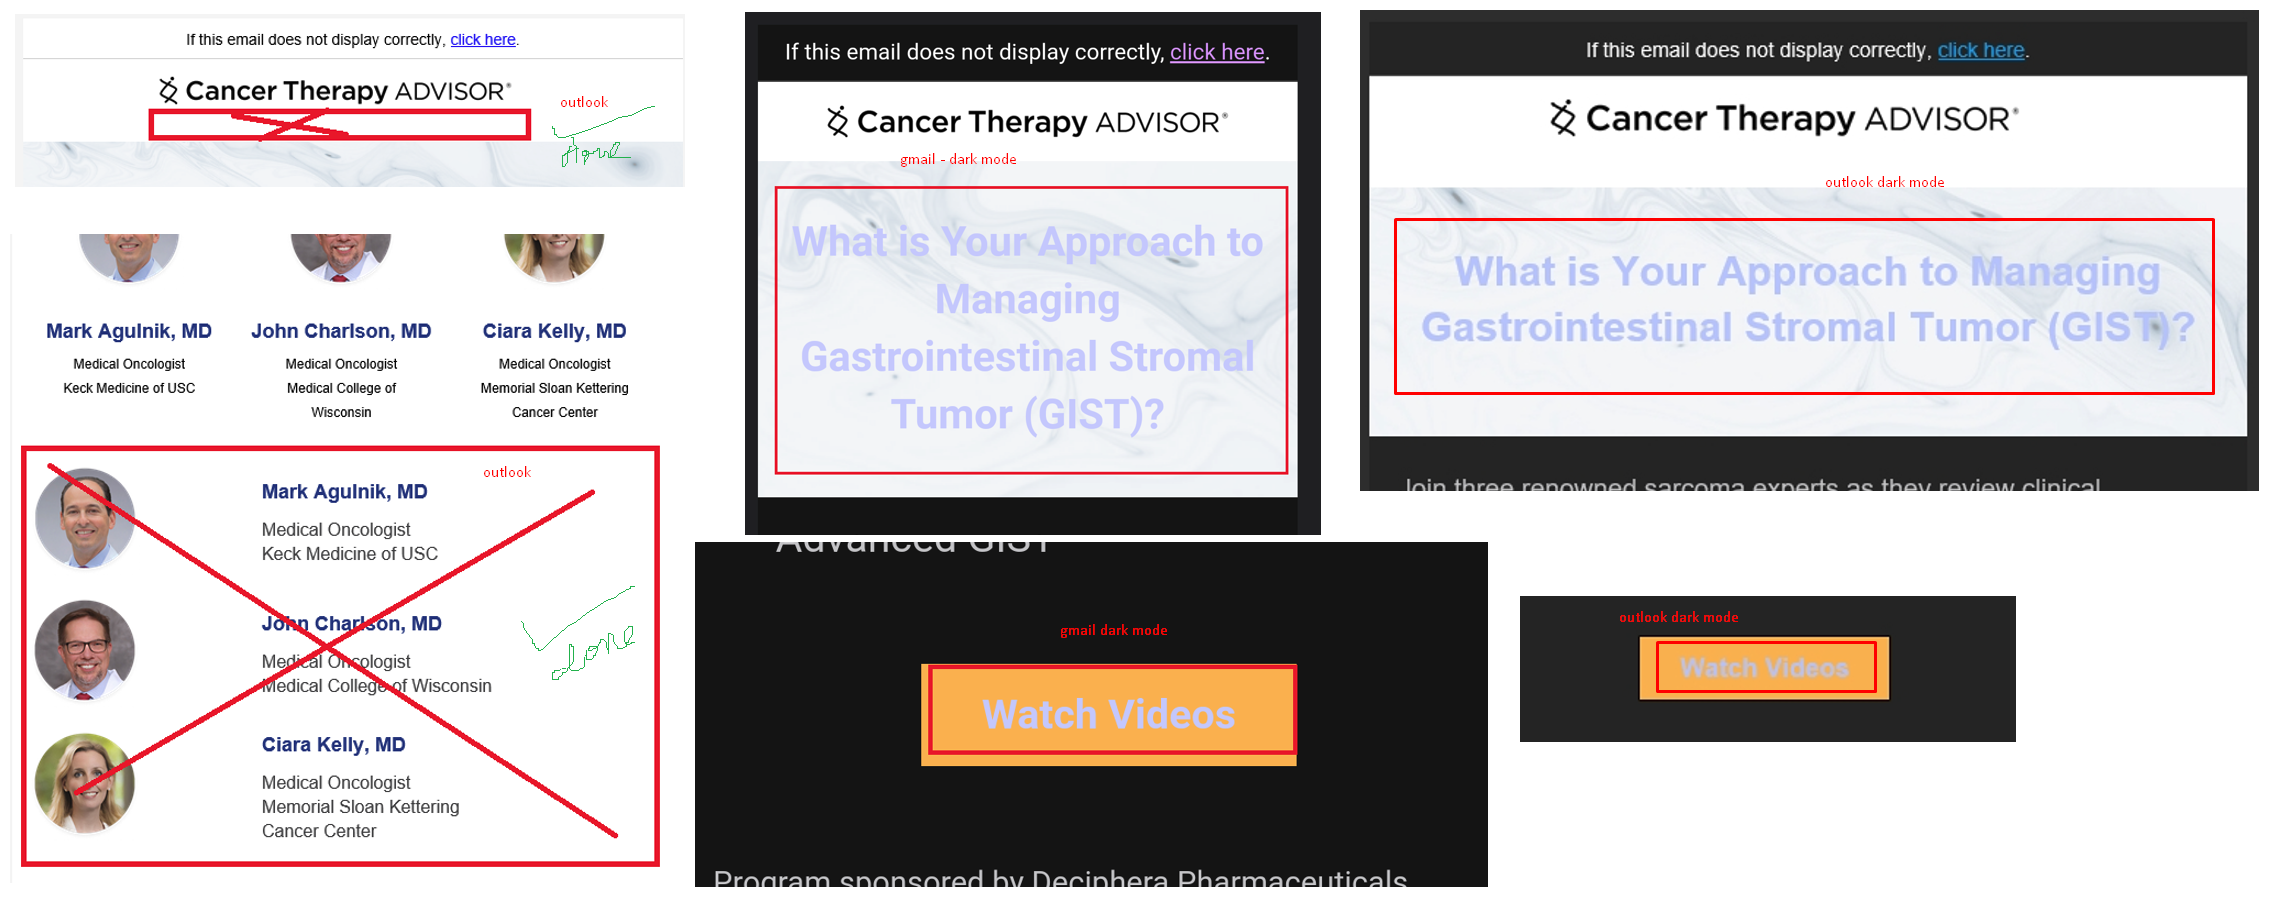 If this email does not display correctly, click here.
Cancer Therapy ADVISOR®
outlook
done
Mark Agulnik, MD
Medical Oncologist
Keck Medicine of USC
John Charlson, MD
Medical Oncologist
Medical College of
Wisconsin
Ciara Kelly, MD
Medical Oncologist
Memorial Sloan Kettering
Cancer Center
outlook
Mark Agulnik, MD
Medical Oncologist
Keck Medicine of USC
John Charlson, MD
Medical Oncologist
Medical College of Wisconsin
done
Ciara Kelly, MD
Medical Oncologist
Memorial Sloan Kettering
Cancer Center
If this email does not display correctly, click here.
Cancer Therapy ADVISOR®
gmail - dark mode
What is Your Approach to
Managing
Gastrointestinal Stromal
Tumor (GIST)?
If this email does not display correctly, click here.
Cancer Therapy ADVISOR®
outlook dark mode
What is Your Approach to Managing
Gastrointestinal Stromal Tumor (GIST)?
Join three renowned sarcoma experts as they review clinical
Advanced GIST
gmail dark mode
Watch Videos
Program sponsored by Deciphera Pharmaceuticals
outlook dark mode
Watch Videos